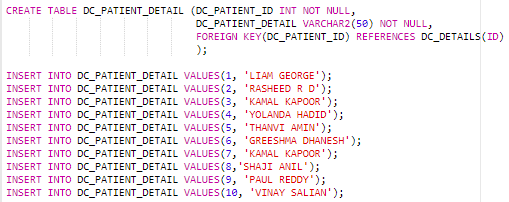 CREATE TABLE DC_PATIENT_DETAIL (DC_PATIENT_ID INT NOT NULL,
DC_PATIENT_DETAIL VARCHAR2(50) NOT NULL,
FOREIGN KEY(DC_PATIENT_ID) REFERENCES DC_DETAILS(ID)
);
INSERT INTO DC_PATIENT_DETAIL VALUES(1, 'LIAM GEORGE');
INSERT INTO DC_PATIENT_DETAIL VALUES(2, 'RASHEED R D');
INSERT INTO DC_PATIENT_DETAIL VALUES(3, 'KAMAL KAPOOR');
INSERT INTO DC_PATIENT_DETAIL VALUES(4, 'YOLANDA HADID');
INSERT INTO DC_PATIENT_DETAIL VALUES(5, 'THANVI AMIN');
INSERT INTO DC_PATIENT_DETAIL VALUES(6, 'GREESHMA DHANESH');
INSERT INTO DC_PATIENT_DETAIL VALUES(7, 'KAMAL KAPOOR');
INSERT INTO DC_PATIENT_DETAIL VALUES(8,'SHAJI ANIL');
INSERT INTO DC_PATIENT_DETAIL VALUES(9, 'PAUL REDDY');
INSERT INTO DC_PATIENT_DETAIL VALUES(10, 'VINAY SALIAN');